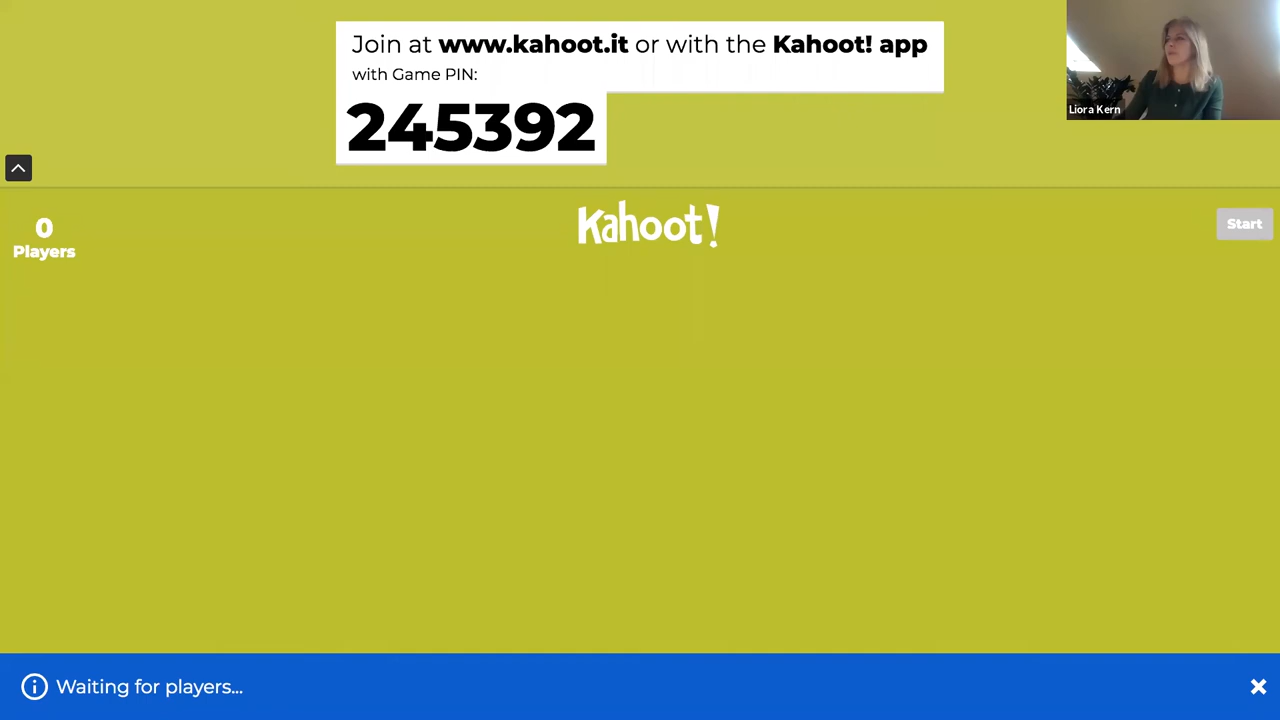 Join at www.kahoot.it or with the Kahoot! app
with Game PIN:
245392
Liora Kern
0
Players
Kahoot!
Start
Waiting for players...